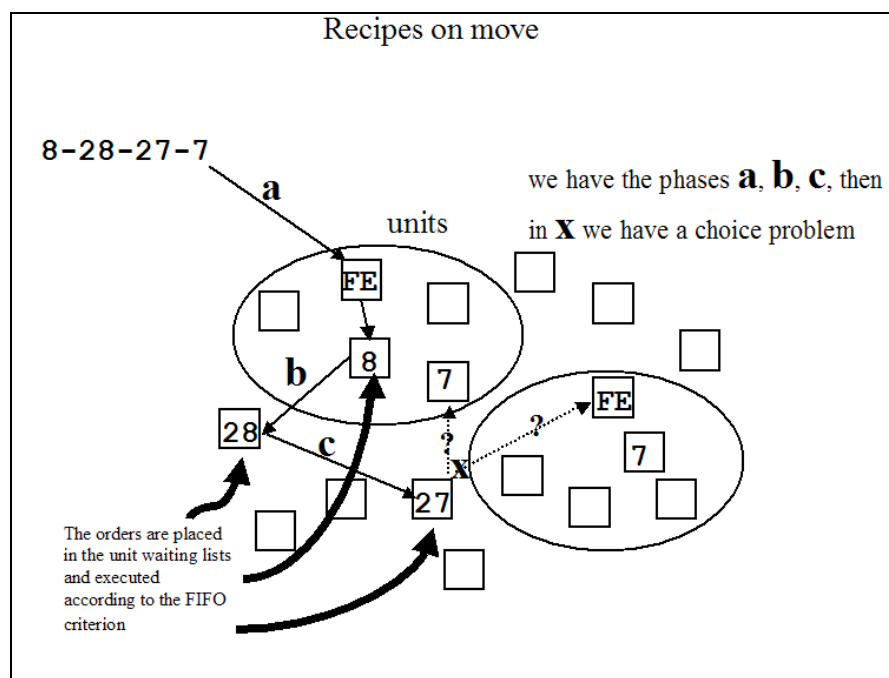 Recipes on move
8-28-27-7
a
we have the phases a, b, c, then
in x we have a choice problem
units
FE
8
b
7
FE
28
c
?
?
x
7
27
The orders are placed
in the unit waiting lists
and executed
according to the FIFO
criterion